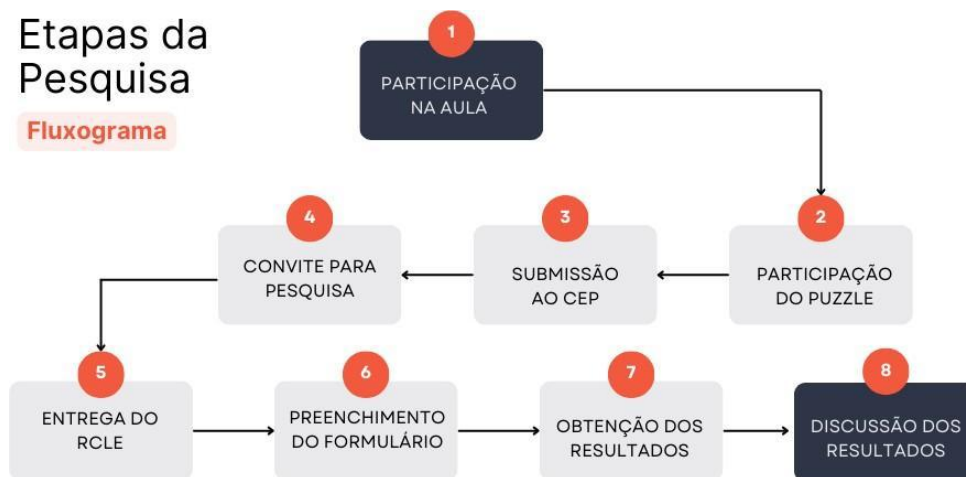 Etapas da
Pesquisa
Fluxograma
1
PARTICIPAÇÃO
NA AULA
2
PARTICIPAÇÃO
DO PUZZLE
3
SUBMISSÃO
AO CEP
4
CONVITE PARA
PESQUISA
5
ENTREGA DO
RCLE
6
PREENCHIMENTO
DO FORMULÁRIO
7
OBTENÇÃO DOS
RESULTADOS
8
DISCUSSÃO DOS
RESULTADOS